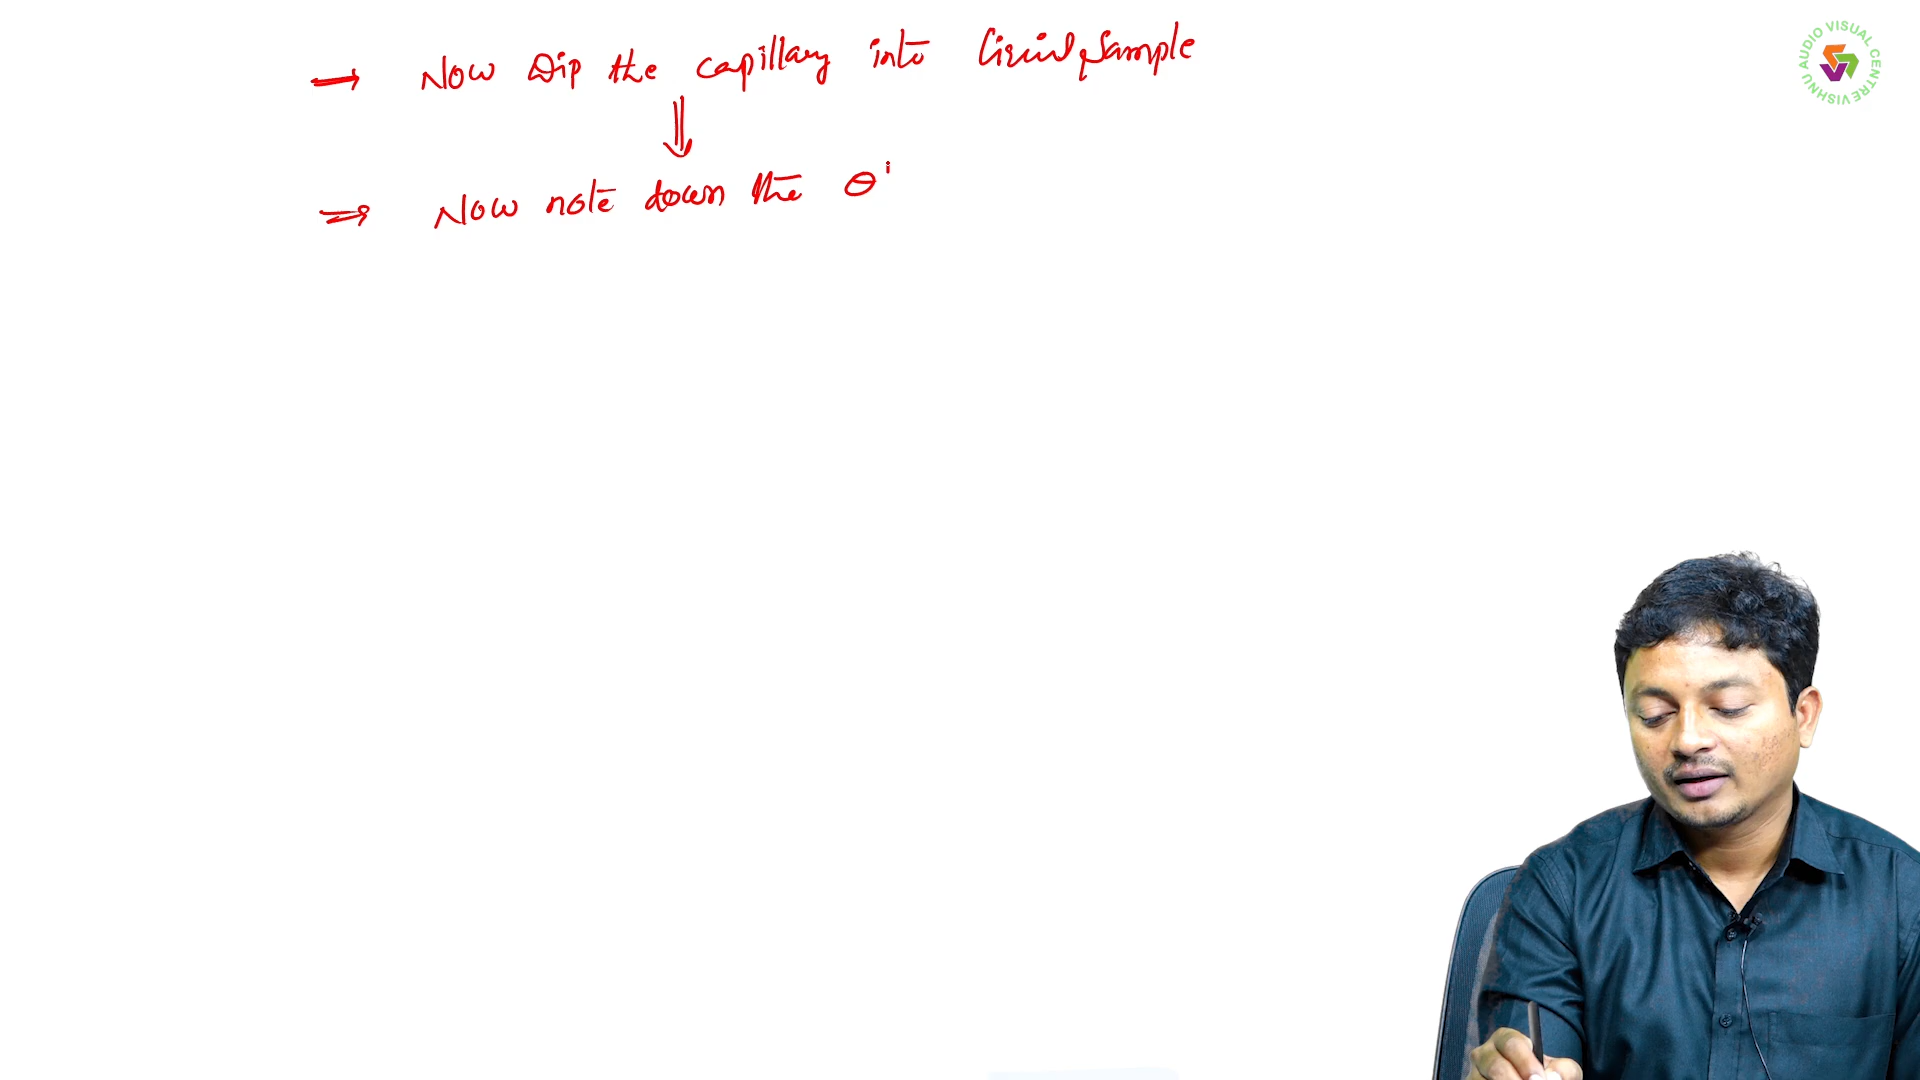 → Now Dip the capillary into Liquid Sample
⇓
⇒ Now note down the θ'
VISHNU AUDIO VISUAL CENTRE